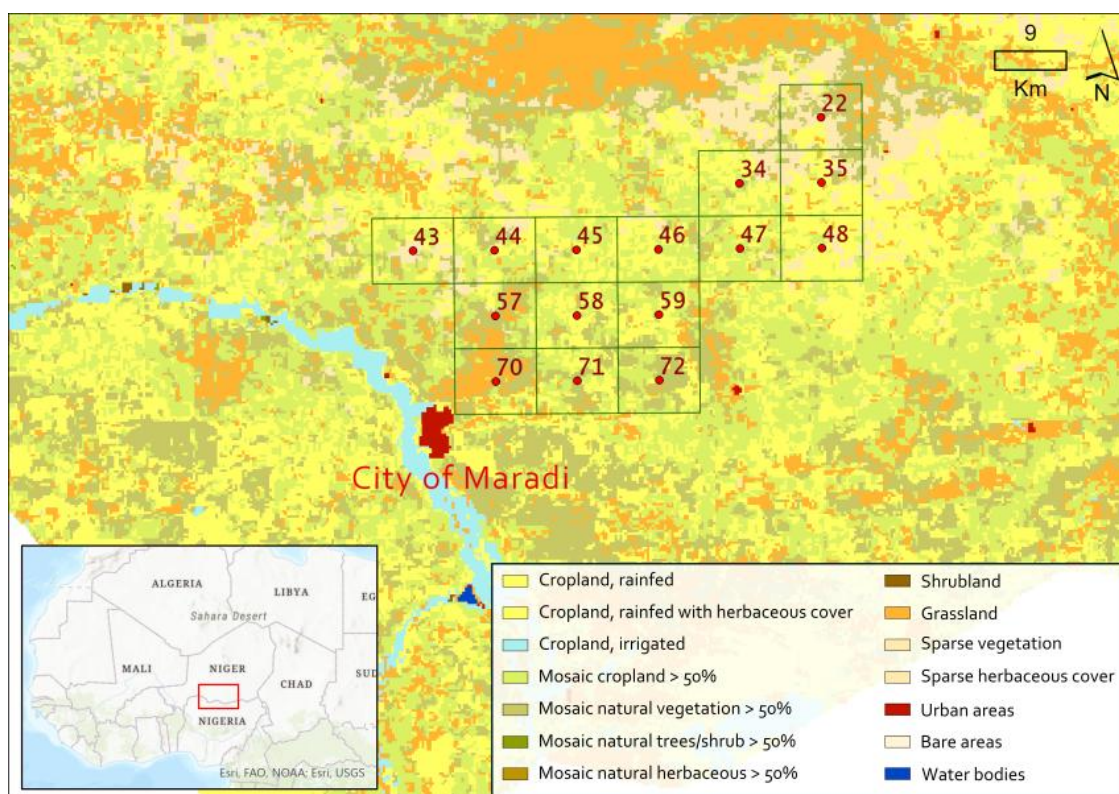 9
Km
N
22
34 35
43 44 45 46 47 48
57 58 59
70 71 72
City of Maradi
ALGERIA
LIBYA
EG
Sahara Desert
MALI
NIGER
CHAD
SUD
NIGERIA
Esri, FAO, NOAA; Esri, USGS
Cropland, rainfed
Cropland, rainfed with herbaceous cover
Cropland, irrigated
Mosaic cropland > 50%
Mosaic natural vegetation > 50%
Mosaic natural trees/shrub > 50%
Mosaic natural herbaceous > 50%
Shrubland
Grassland
Sparse vegetation
Sparse herbaceous cover
Urban areas
Bare areas
Water bodies